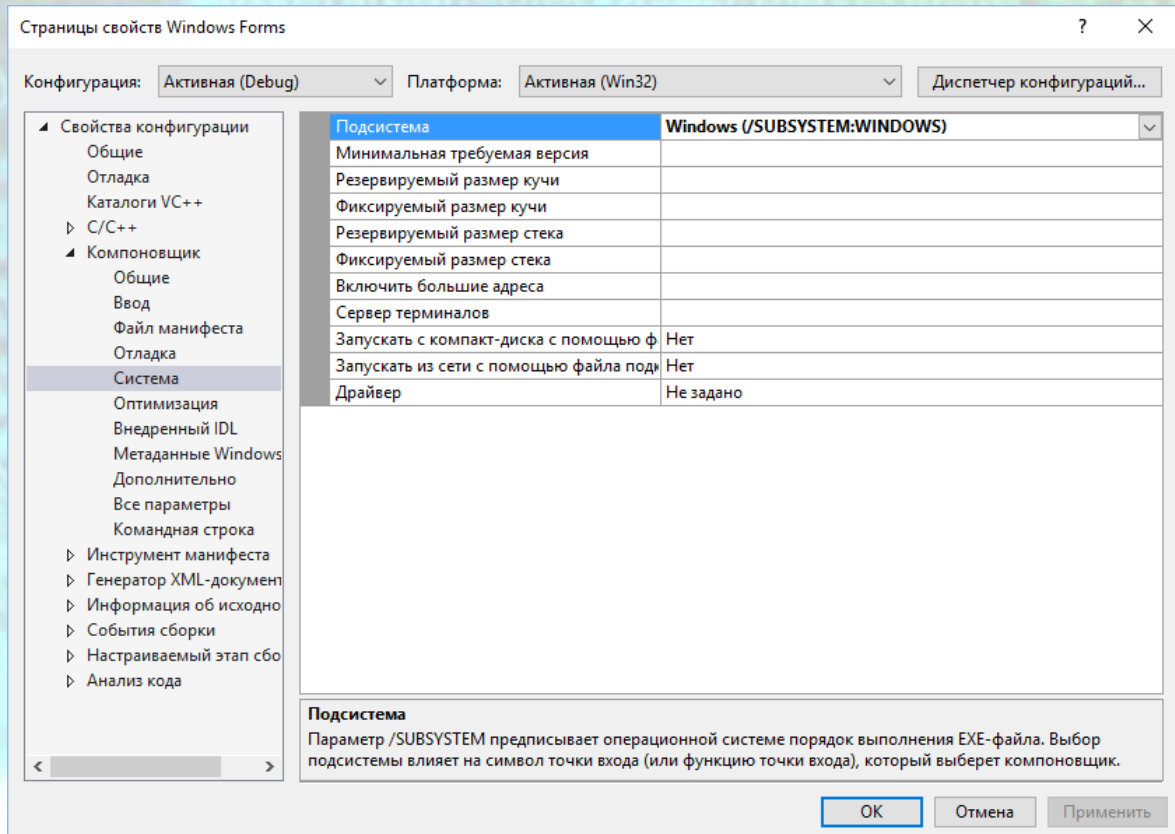 Страницы свойств Windows Forms
?
Конфигурация: Активная (Debug) Платформа: Активная (Win32) Диспетчер конфигураций...
Свойства конфигурации
Общие
Отладка
Каталоги VC++
C/C++
Компоновщик
Общие
Ввод
Файл манифеста
Отладка
Система
Оптимизация
Внедренный IDL
Метаданные Windows
Дополнительно
Все параметры
Командная строка
Инструмент манифеста
Генератор XML-документ
Информация об исходно
События сборки
Настраиваемый этап сбо
Анализ кода
Подсистема Windows (/SUBSYSTEM:WINDOWS)
Минимальная требуемая версия
Резервируемый размер кучи
Фиксируемый размер кучи
Резервируемый размер стека
Фиксируемый размер стека
Включить большие адреса
Сервер терминалов
Запускать с компакт-диска с помощью ф Нет
Запускать из сети с помощью файла подк Нет
Драйвер Не задано
Подсистема
Параметр /SUBSYSTEM предписывает операционной системе порядок выполнения EXE-файла. Выбор
подсистемы влияет на символ точки входа (или функцию точки входа), который выберет компоновщик.
ОК Отмена Применить